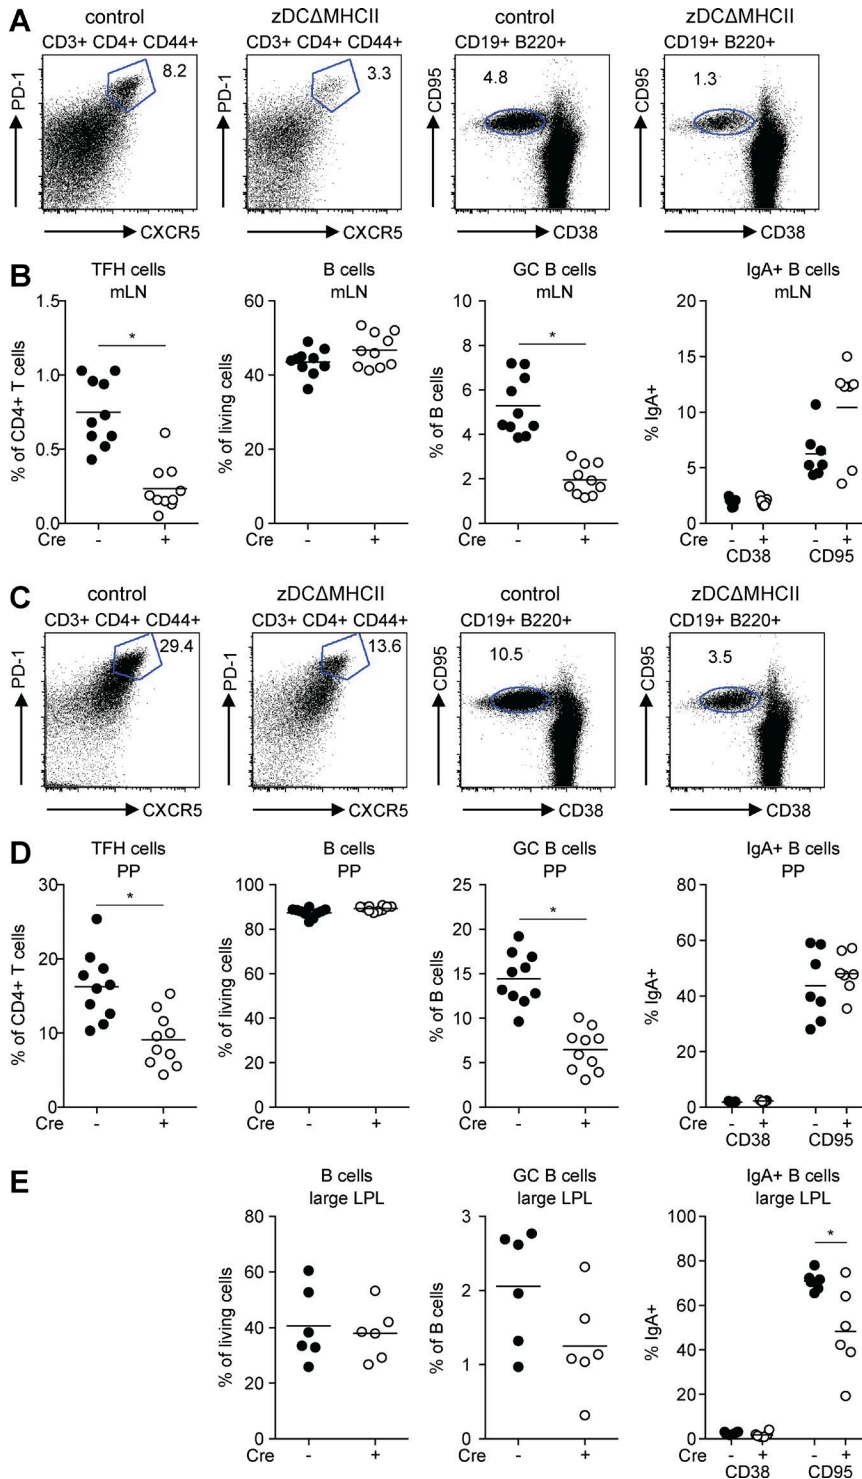 A
control
zDCΔMHCII
control
zDCΔMHCII
CD3+ CD4+ CD44+
CD3+ CD4+ CD44+
CD19+ B220+
CD19+ B220+
8.2
3.3
4.8
1.3
PD-1
PD-1
CD95
CD95
CXCR5
CXCR5
CD38
CD38
B
TFH cells
mLN
1.5
1.0
0.5
0.0
% of CD4+ T cells
*
Cre
-
+
B cells
mLN
60
40
20
0
% of living cells
-
+
GC B cells
mLN
10
8
6
4
2
0
% of B cells
*
-
+
IgA+ B cells
mLN
20
15
10
5
0
% IgA+
Cre
-
+
-
+
CD38
CD95
C
control
zDCΔMHCII
control
zDCΔMHCII
CD3+ CD4+ CD44+
CD3+ CD4+ CD44+
CD19+ B220+
CD19+ B220+
29.4
13.6
10.5
3.5
PD-1
PD-1
CD95
CD95
CXCR5
CXCR5
CD38
CD38
D
TFH cells
PP
30
20
10
0
% of CD4+ T cells
*
Cre
-
+
B cells
PP
100
80
60
40
20
0
% of living cells
-
+
GC B cells
PP
25
20
15
10
5
0
% of B cells
*
-
+
IgA+ B cells
PP
80
60
40
20
0
% IgA+
Cre
-
+
-
+
CD38
CD95
E
B cells
large LPL
80
60
40
20
0
% of living cells
Cre
-
+
GC B cells
large LPL
3
2
1
0
% of B cells
-
+
IgA+ B cells
large LPL
100
80
60
40
20
0
% IgA+
*
Cre
-
+
-
+
CD38
CD95